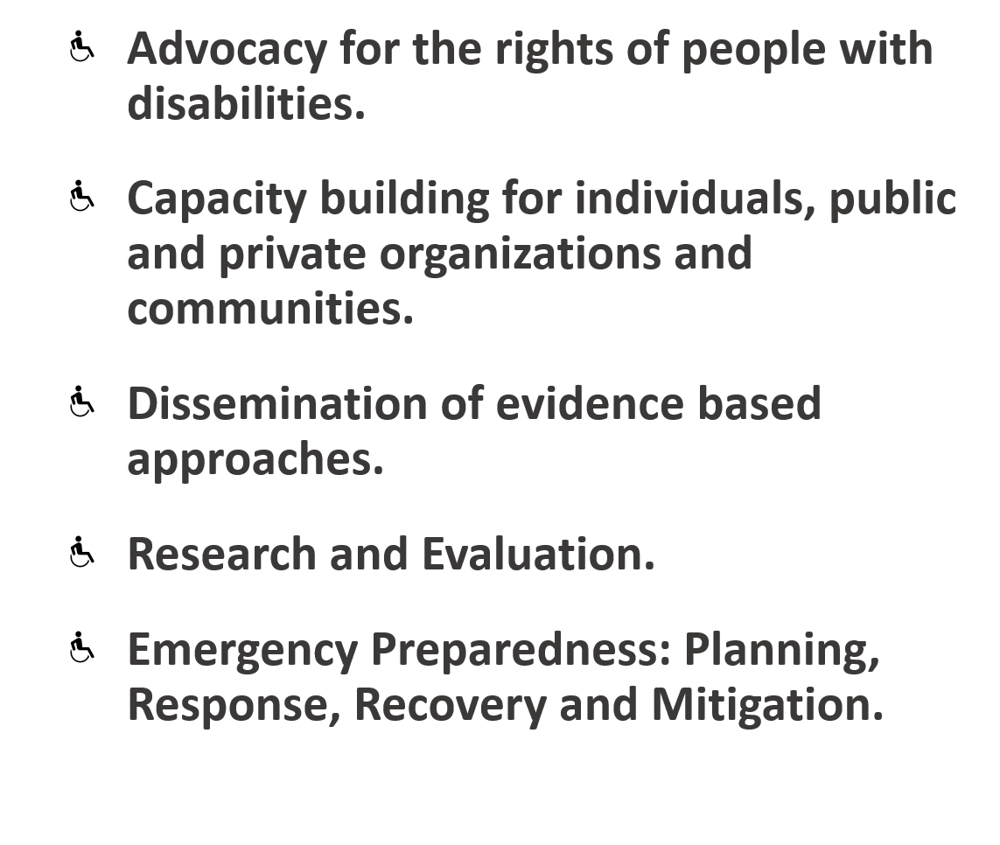 Advocacy for the rights of people with
disabilities.
Capacity building for individuals, public
and private organizations and
communities.
Dissemination of evidence based
approaches.
Research and Evaluation.
Emergency Preparedness: Planning,
Response, Recovery and Mitigation.